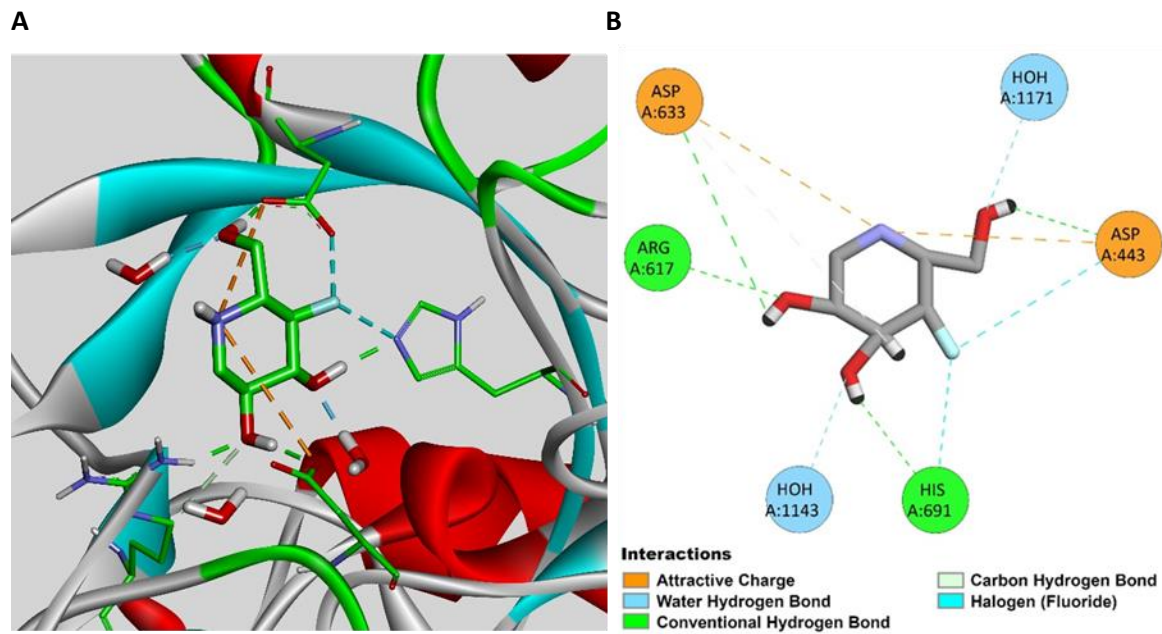 A
B
ASP
A:633
HOH
A:1171
ARG
A:617
ASP
A:443
HOH
A:1143
HIS
A:691
Interactions
Attractive Charge
Water Hydrogen Bond
Conventional Hydrogen Bond
Carbon Hydrogen Bond
Halogen (Fluoride)